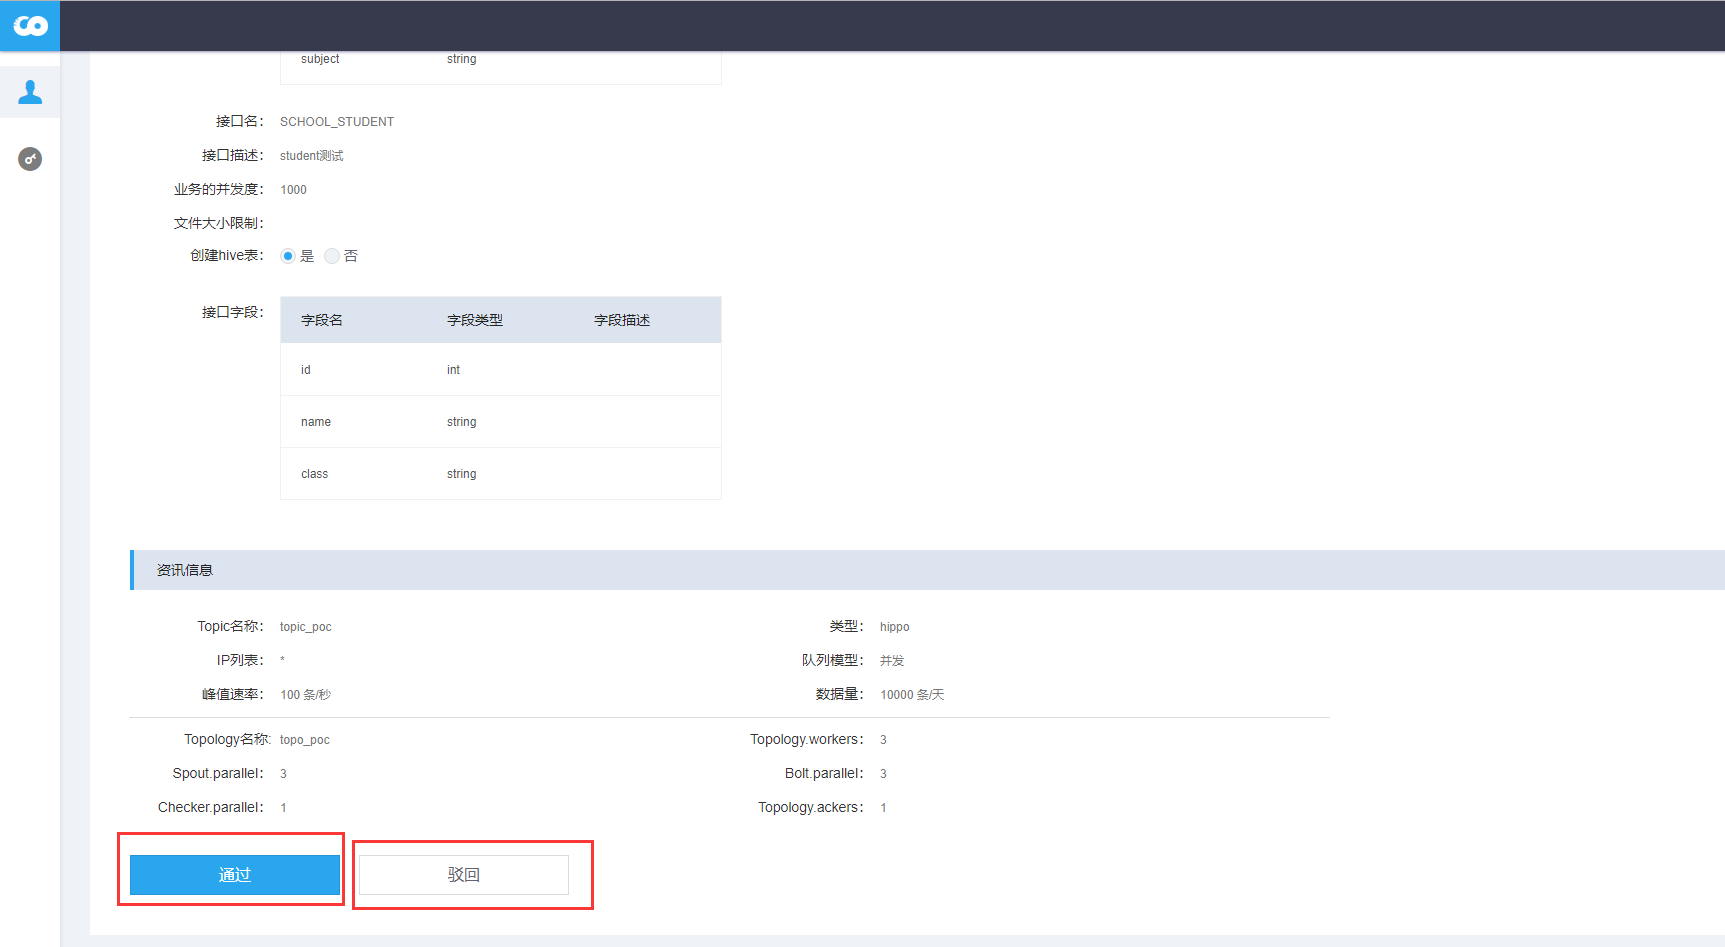 subject string
接口名： SCHOOL_STUDENT
接口描述： student测试
业务的并发度： 1000
文件大小限制：
创建hive表： 是 否
接口字段： 字段名 字段类型 字段描述
id int
name string
class string
资讯信息
Topic名称： topic_poc 类型： hippo
IP列表： * 队列模型： 并发
峰值速率： 100 条/秒 数据量： 10000 条/天
Topology名称: topo_poc Topology.workers： 3
Spout.parallel： 3 Bolt.parallel： 3
Checker.parallel： 1 Topology.ackers： 1
通过 驳回